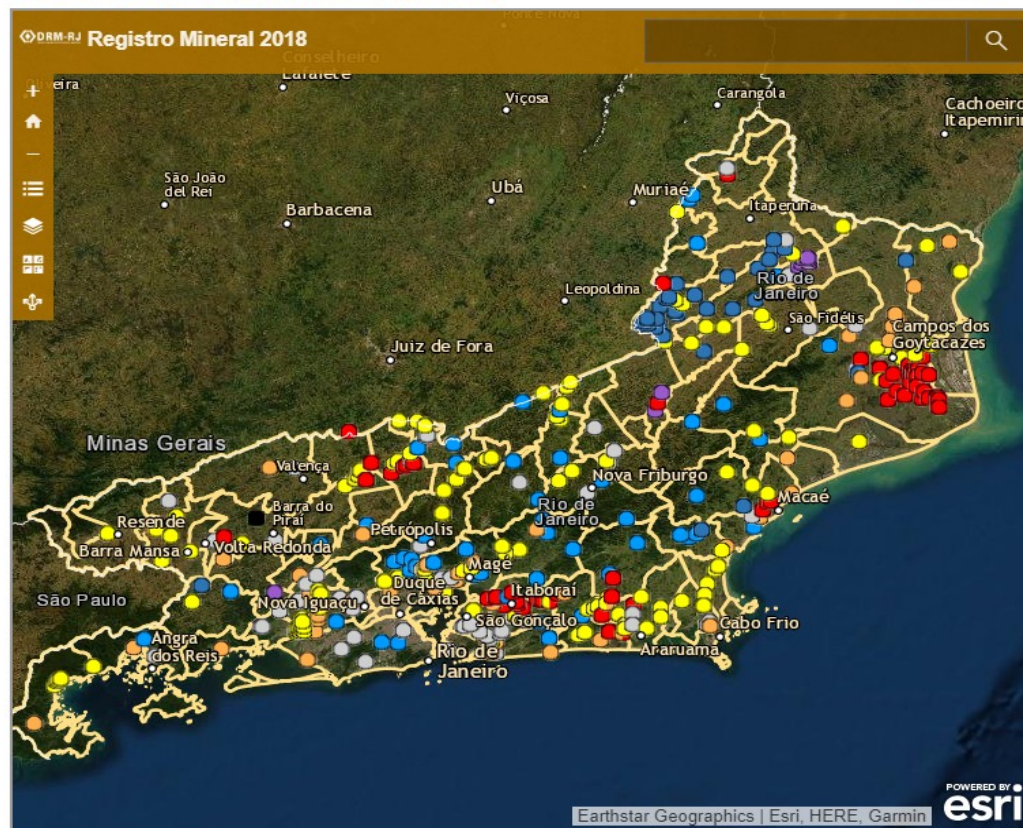 Ponte Nova
DRM-RJ Registro Mineral 2018
Conselheiro
Lafaiete
Oliveira
Viçosa
Carangola
Cachoeiro
Itapemirim
São João
del Rei
Ubá
Muriaé
Barbacena
Itaperuna
Rio de
Janeiro
Leopoldina
São Fidélis
Campos dos
Goytacazes
Juiz de Fora
Minas Gerais
Valença
Nova Friburgo
Macaé
Barra do
Piraí
Rio de
Janeiro
Resende
Petrópolis
Barra Mansa
Volta Redonda
Magé
Duque
de Caxias
Itaboraí
São Paulo
Nova Iguaçu
São Gonçalo
Cabo Frio
Angra
dos Reis
Araruama
Rio de
Janeiro
POWERED BY
esri
Earthstar Geographics | Esri, HERE, Garmin